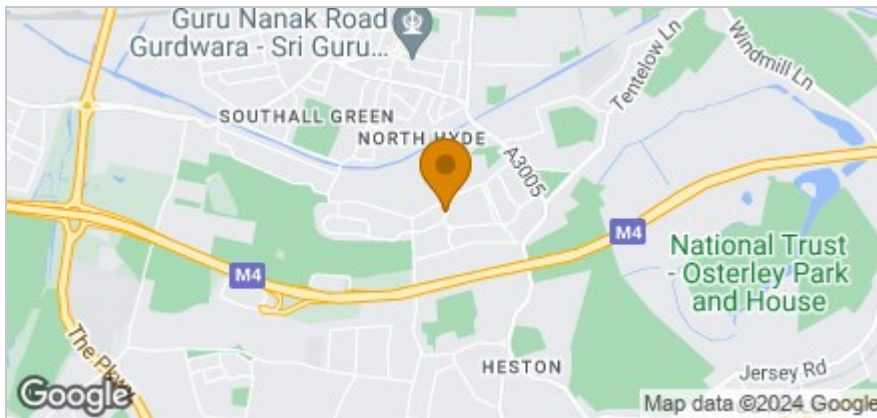 Guru Nanak Road
Gurdwara - Sri Guru...
Tentelow Ln
Windmill Ln
SOUTHALL GREEN
NORTH HYDE
A3005
M4
National Trust
- Osterley Park
and House
M4
The Pkwy
HESTON
Jersey Rd
Google
Map data ©2024 Google